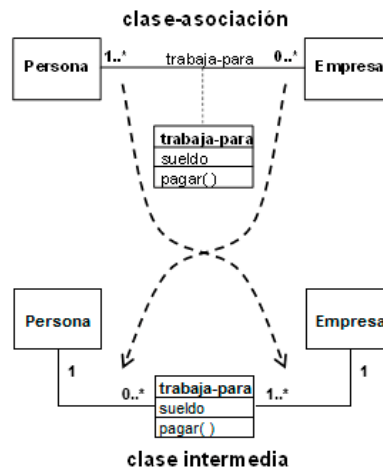 clase-asociación
1..* trabaja-para 0..*
Persona Empresa
trabaja-para
sueldo
pagar( )
Persona Empresa
1 1
0..* trabaja-para 1..*
sueldo
pagar( )
clase intermedia